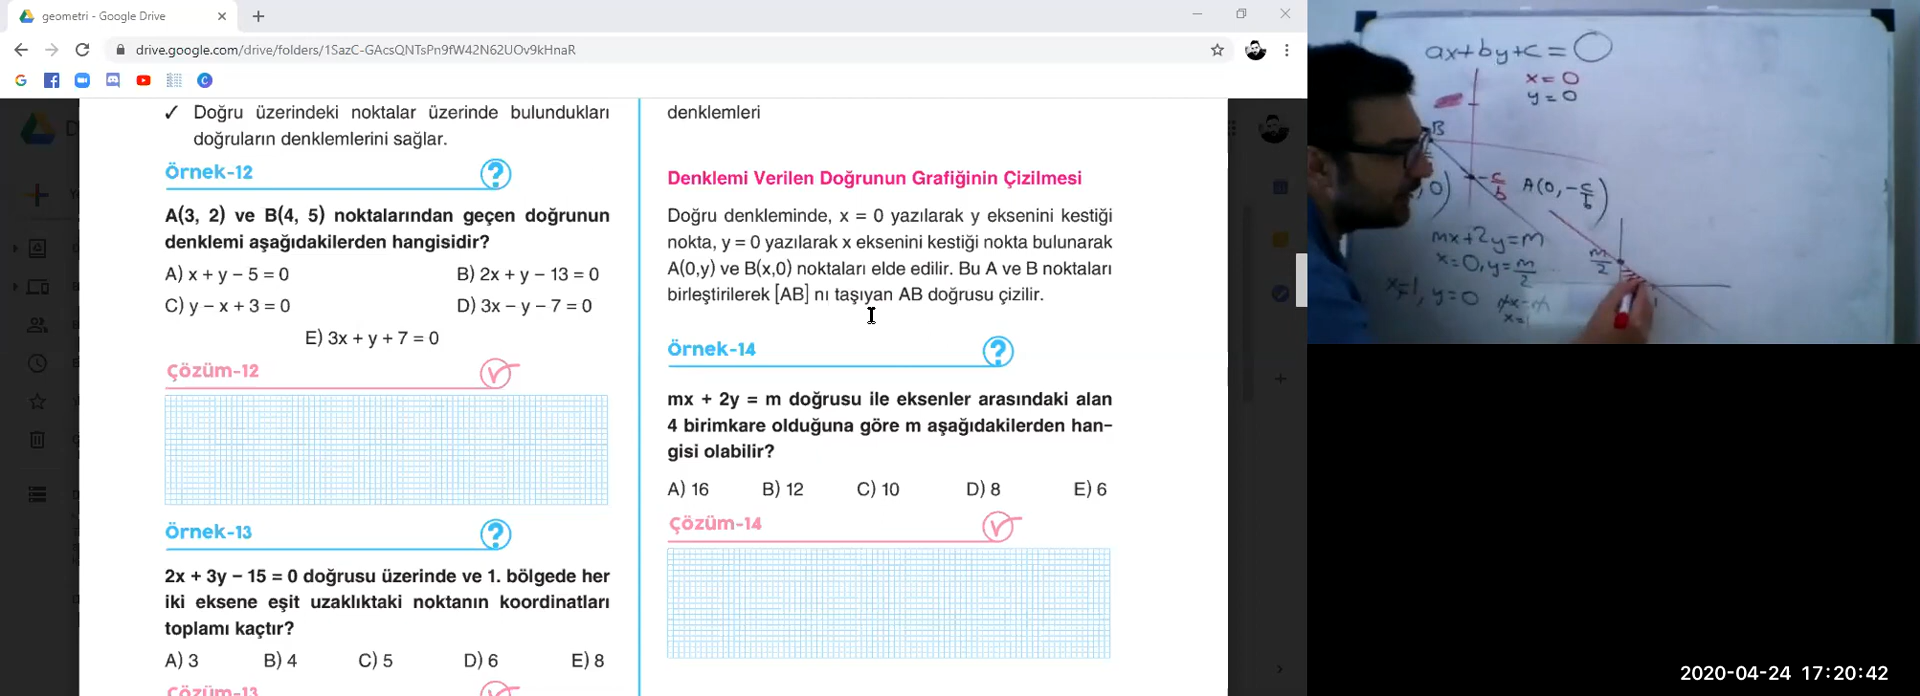 geometri - Google Drive
drive.google.com/drive/folders/1SazC-GAcsQNTsPn9fW42N62UOv9kHnaR
✓ Doğru üzerindeki noktalar üzerinde bulundukları
doğruların denklemlerini sağlar.
Örnek-12
A(3, 2) ve B(4, 5) noktalarından geçen doğrunun
denklemi aşağıdakilerden hangisidir?
A) x + y − 5 = 0 B) 2x + y − 13 = 0
C) y − x + 3 = 0 D) 3x − y − 7 = 0
E) 3x + y + 7 = 0
Çözüm-12
Örnek-13
2x + 3y − 15 = 0 doğrusu üzerinde ve 1. bölgede her
iki eksene eşit uzaklıktaki noktanın koordinatları
toplamı kaçtır?
A) 3 B) 4 C) 5 D) 6 E) 8
Çözüm-13
denklemleri
Denklemi Verilen Doğrunun Grafiğinin Çizilmesi
Doğru denkleminde, x = 0 yazılarak y eksenini kestiği
nokta, y = 0 yazılarak x eksenini kestiği nokta bulunarak
A(0,y) ve B(x,0) noktaları elde edilir. Bu A ve B noktaları
birleştirilerek [AB] nı taşıyan AB doğrusu çizilir.
Örnek-14
mx + 2y = m doğrusu ile eksenler arasındaki alan
4 birimkare olduğuna göre m aşağıdakilerden han-
gisi olabilir?
A) 16 B) 12 C) 10 D) 8 E) 6
Çözüm-14
ax+by+c=0
x=0
y=0
B
-c/b A(0, -c/b)
0)
mx+2y=m
x=0, y=m/2
m/2
x=1, y=0
mx=m
x=1
1
2020-04-24 17:20:42